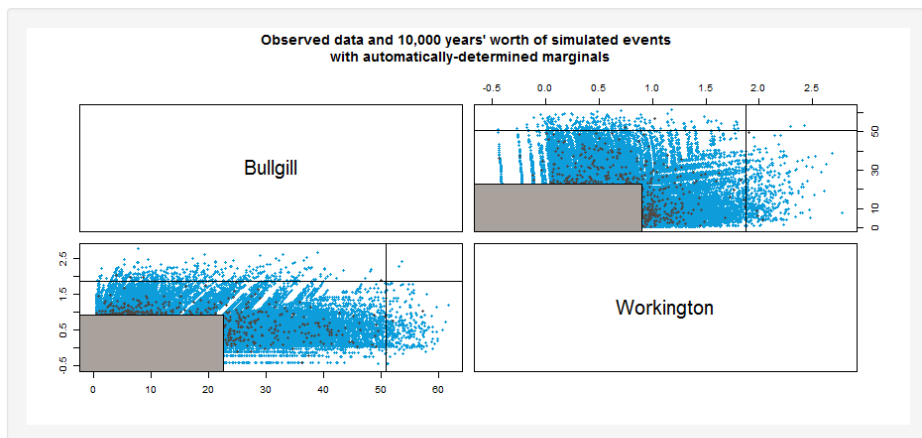 Observed data and 10,000 years' worth of simulated events
with automatically-determined marginals
-0.5 0.0 0.5 1.0 1.5 2.0 2.5
Bullgill
50
30
10
0
2.5
1.5
0.5
-0.5
Workington
0 10 20 30 40 50 60